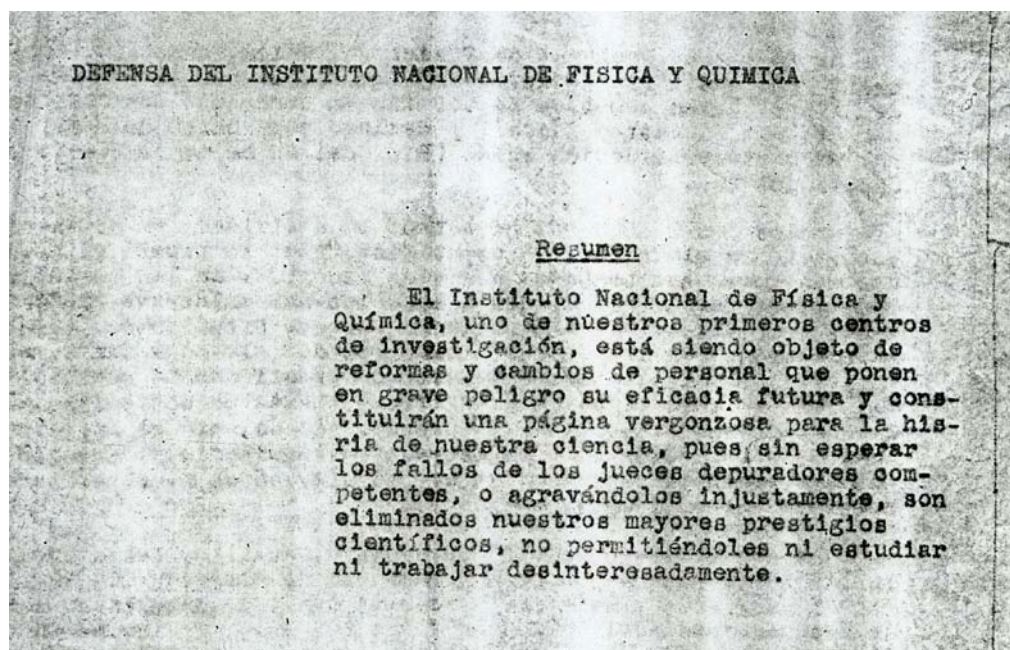 DEFENSA DEL INSTITUTO NACIONAL DE FISICA Y QUIMICA
Resumen
El Instituto Nacional de Física y
Química, uno de nuestros primeros centros
de investigación, está siendo objeto de
reformas y cambios de personal que ponen
en grave peligro su eficacia futura y cons-
tituirán una página vergonzosa para la his-
ria de nuestra ciencia, pues sin esperar
los fallos de los jueces depuradores com-
petentes, o agravándolos injustamente, son
eliminados nuestros mayores prestigios
científicos, no permitiéndoles ni estudiar
ni trabajar desinteresadamente.